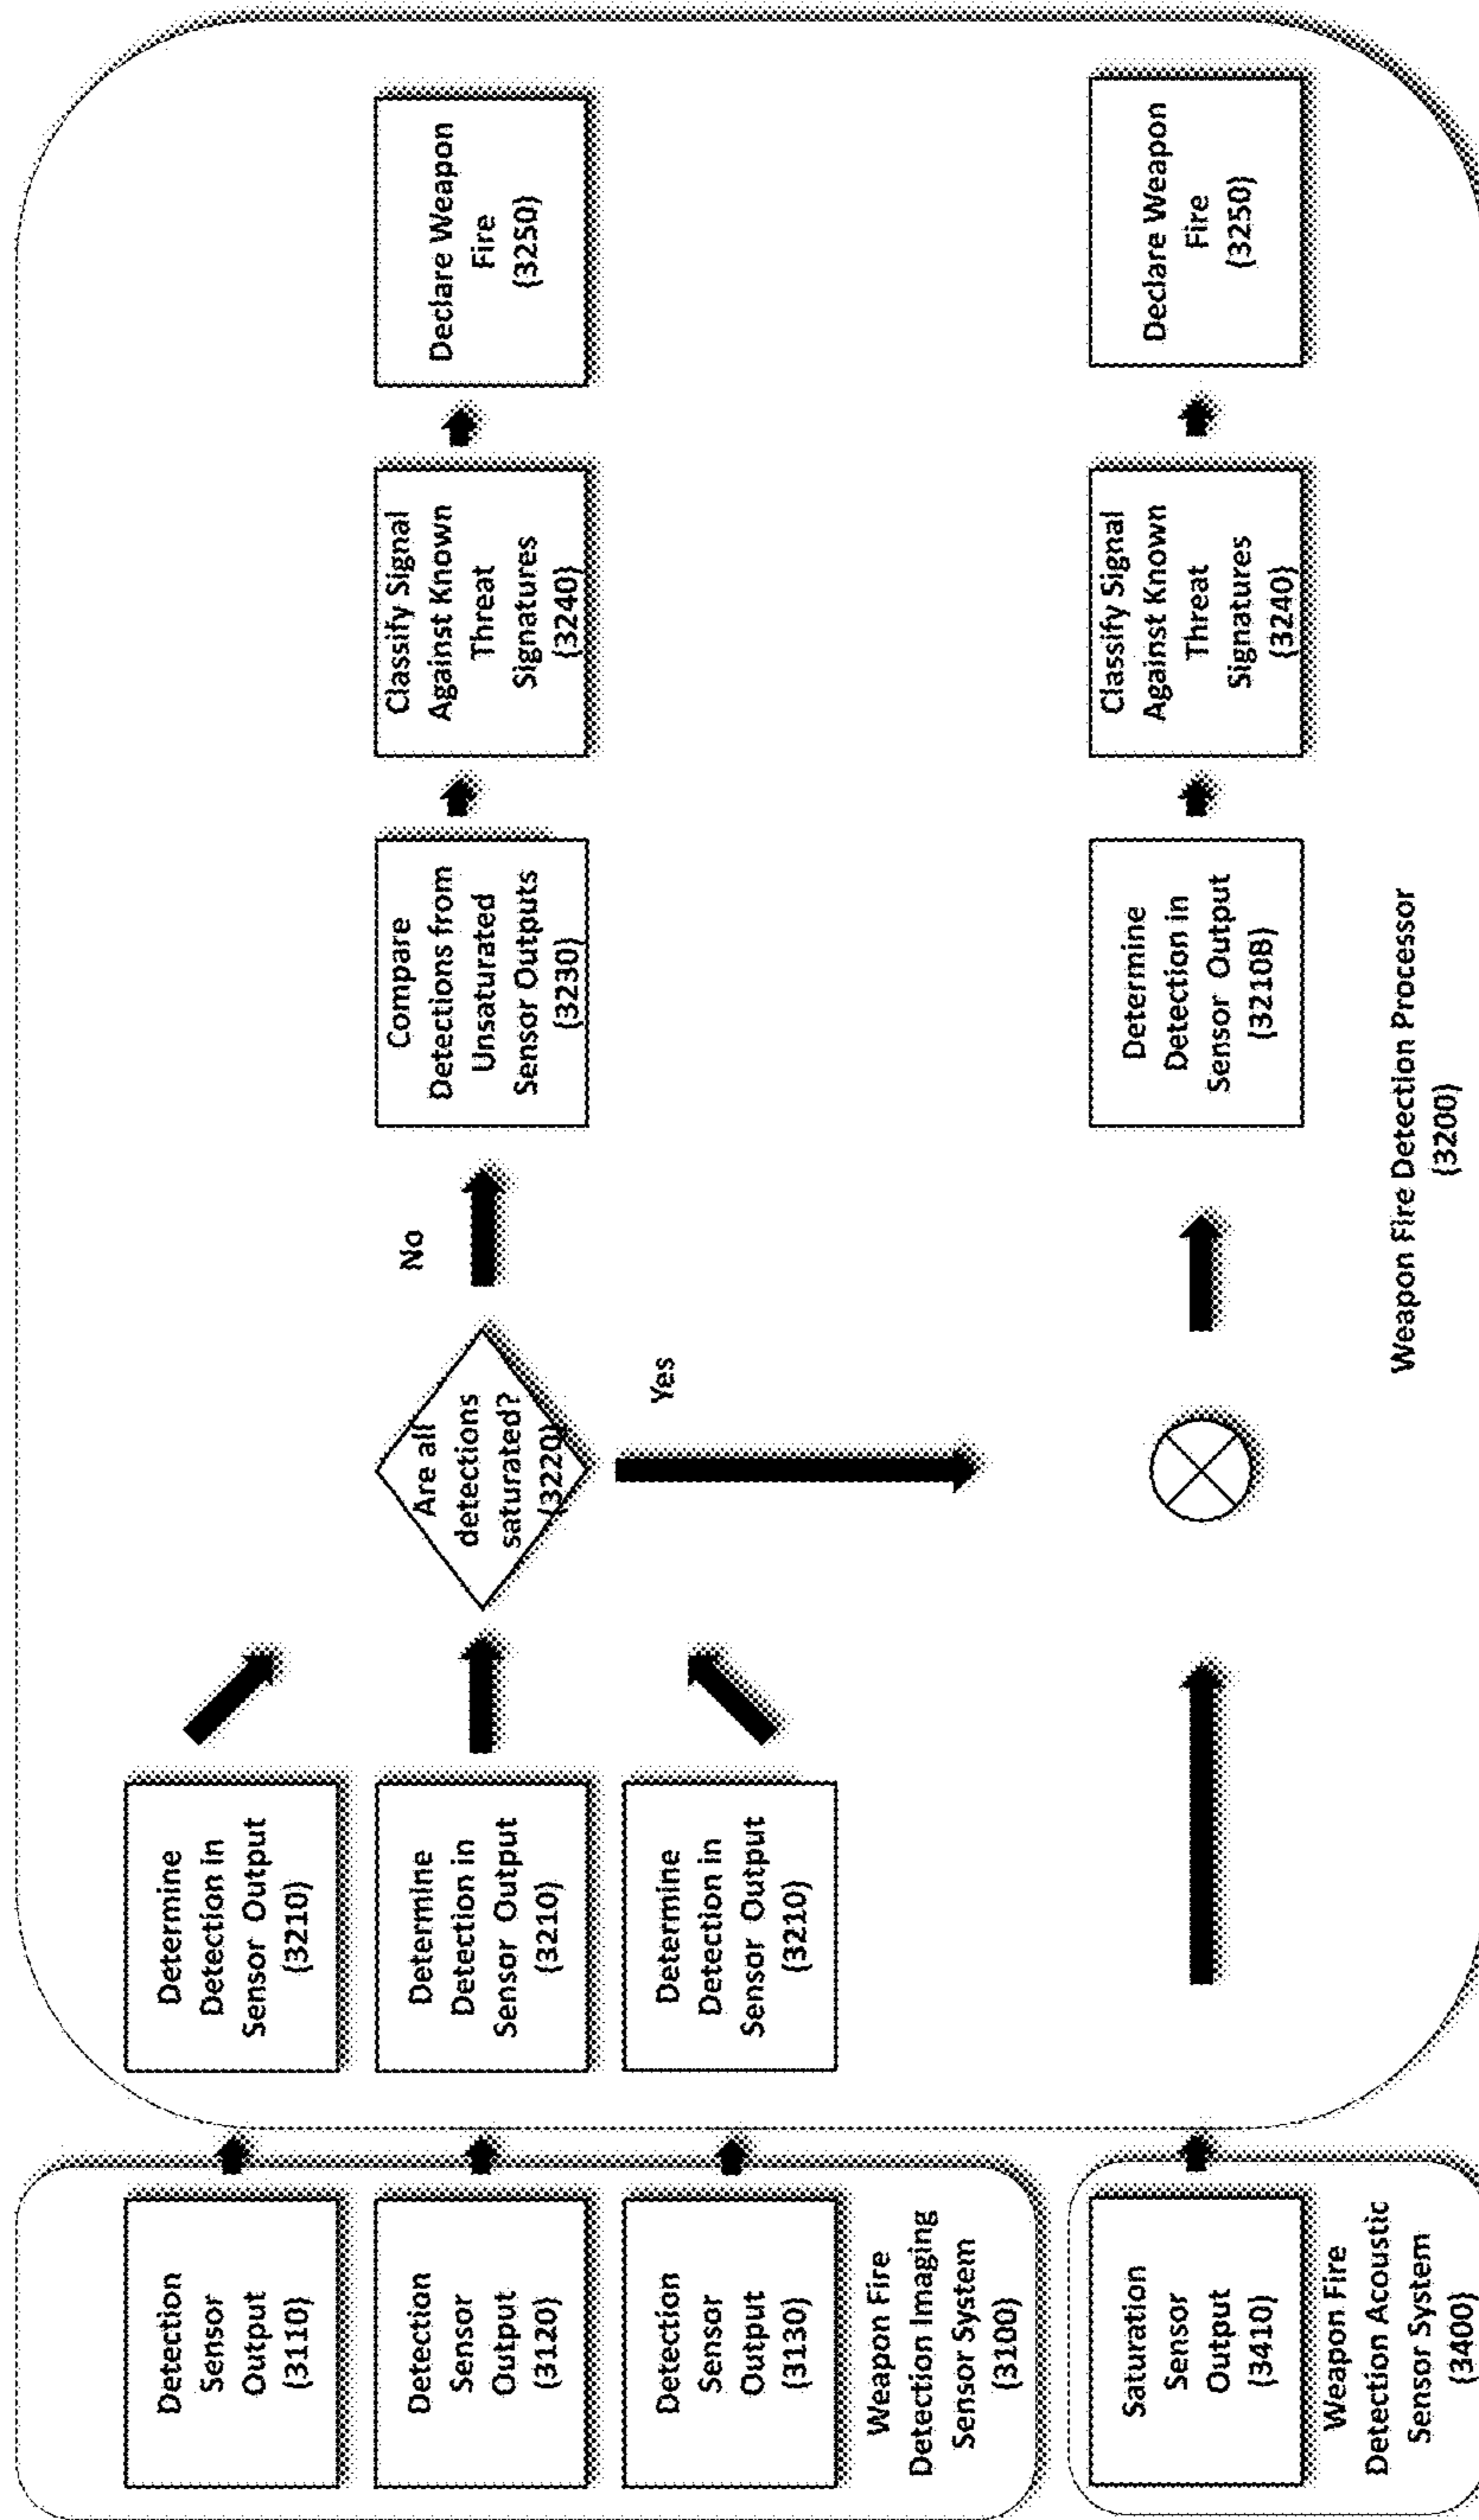 Detection
Sensor
Output
(3110)
Detection
Sensor
Output
(3120)
Detection
Sensor
Output
(3130)
Weapon Fire
Detection Imaging
Sensor System
(3100)
Saturation
Sensor
Output
(3410)
Weapon Fire
Detection Acoustic
Sensor System
(3400)
Determine
Detection in
Sensor Output
(3210)
Determine
Detection in
Sensor Output
(3210)
Determine
Detection in
Sensor Output
(3210)
Are all
detections
saturated?
(3220)
No
Yes
Compare
Detections from
Unsaturated
Sensor Outputs
(3230)
Classify Signal
Against Known
Threat
Signatures
(3240)
Declare Weapon
Fire
(3250)
Determine
Detection in
Sensor Output
(3210B)
Classify Signal
Against Known
Threat
Signatures
(3240)
Declare Weapon
Fire
(3250)
Weapon Fire Detection Processor
(3200)